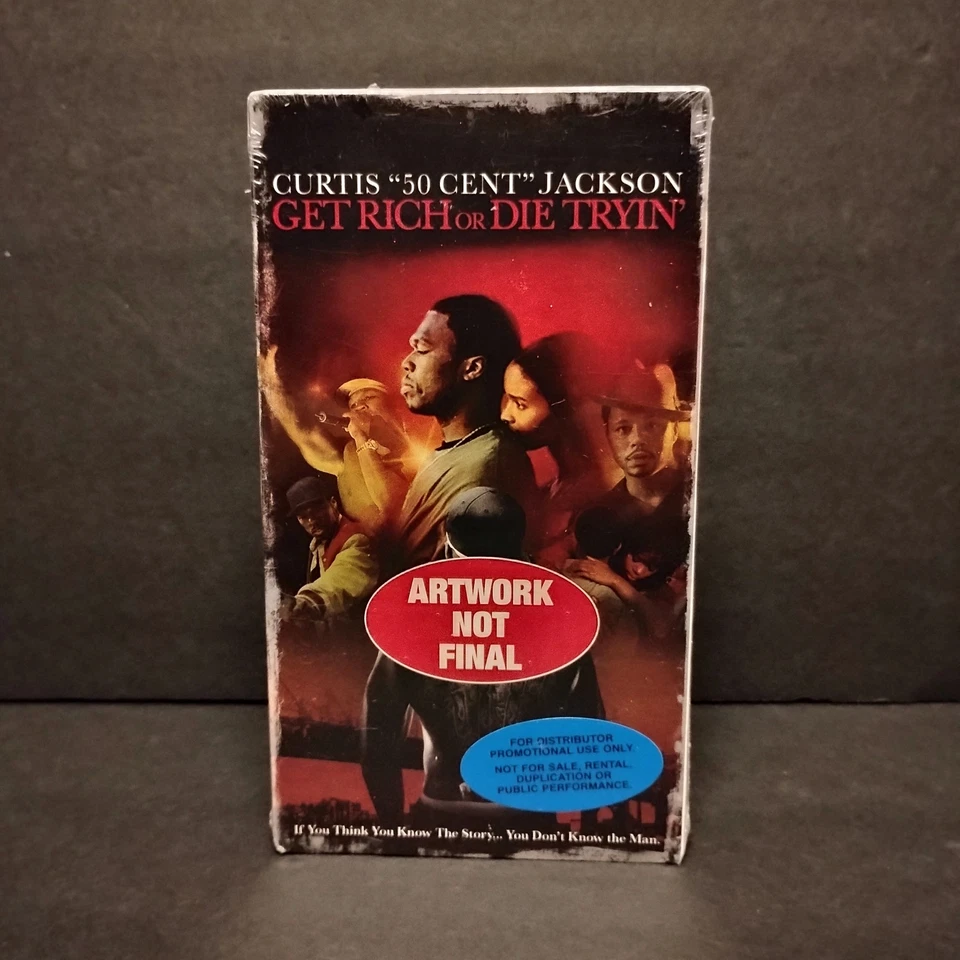 CURTIS “50 CENT” JACKSON
GET RICH OR DIE TRYIN’
ARTWORK
NOT
FINAL
FOR DISTRIBUTOR
PROMOTIONAL USE ONLY.
NOT FOR SALE, RENTAL,
DUPLICATION OR
PUBLIC PERFORMANCE.
If You Think You Know The Story... You Don't Know the Man.